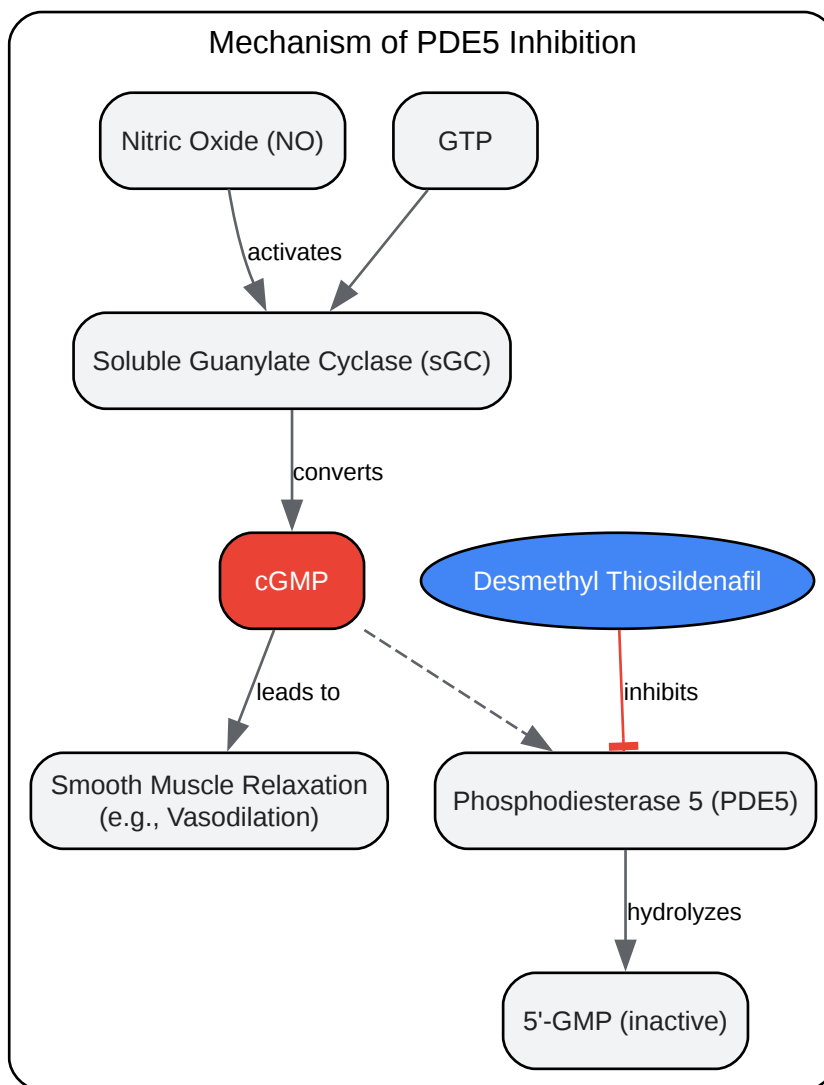 Mechanism of PDE5 Inhibition
Nitric Oxide (NO)
GTP
activates
Soluble Guanylate Cyclase (sGC)
converts
cGMP
Desmethyl Thiosildenafil
leads to
inhibits
Smooth Muscle Relaxation
(e.g., Vasodilation)
Phosphodiesterase 5 (PDE5)
hydrolyzes
5'-GMP (inactive)